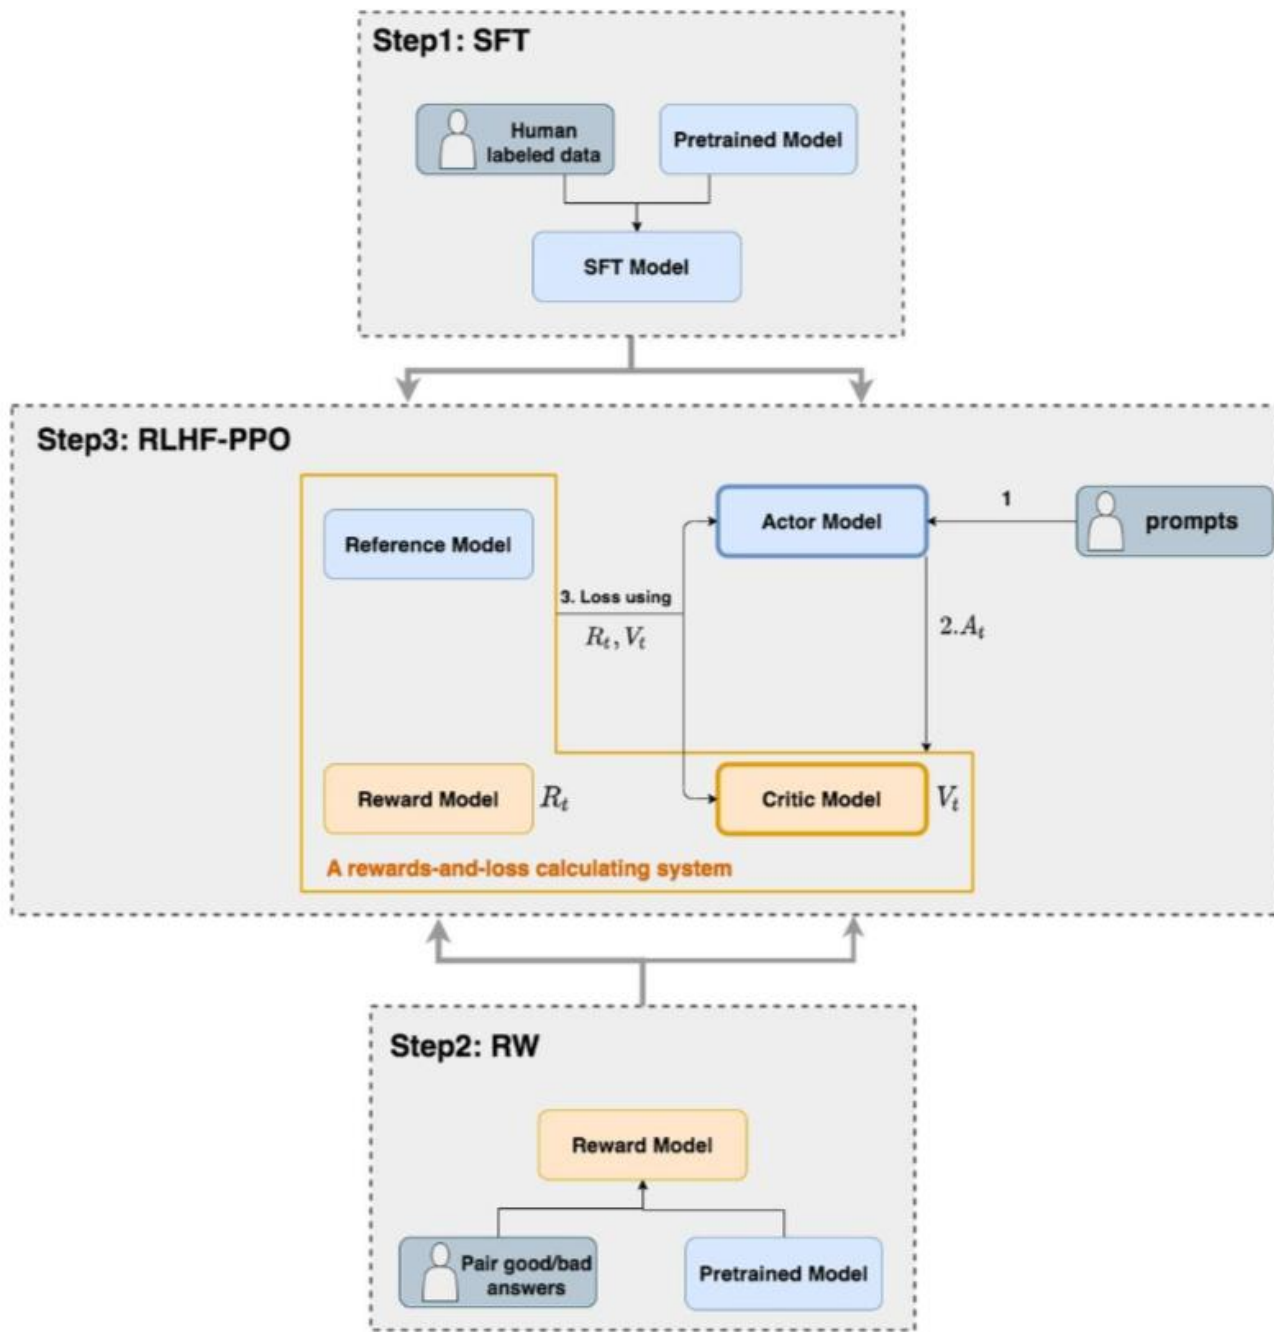 Step1: SFT
Human
labeled data
Pretrained Model
SFT Model
Step3: RLHF-PPO
Reference Model
Actor Model
1
prompts
3. Loss using
R_t, V_t
2.A_t
Reward Model
R_t
Critic Model
V_t
A rewards-and-loss calculating system
Step2: RW
Reward Model
Pair good/bad
answers
Pretrained Model